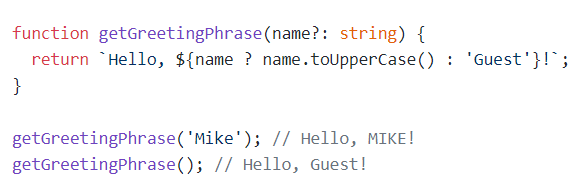 function getGreetingPhrase(name?: string) {
  return `Hello, ${name ? name.toUpperCase() : 'Guest'}!`;
}

getGreetingPhrase('Mike'); // Hello, MIKE!
getGreetingPhrase(); // Hello, Guest!